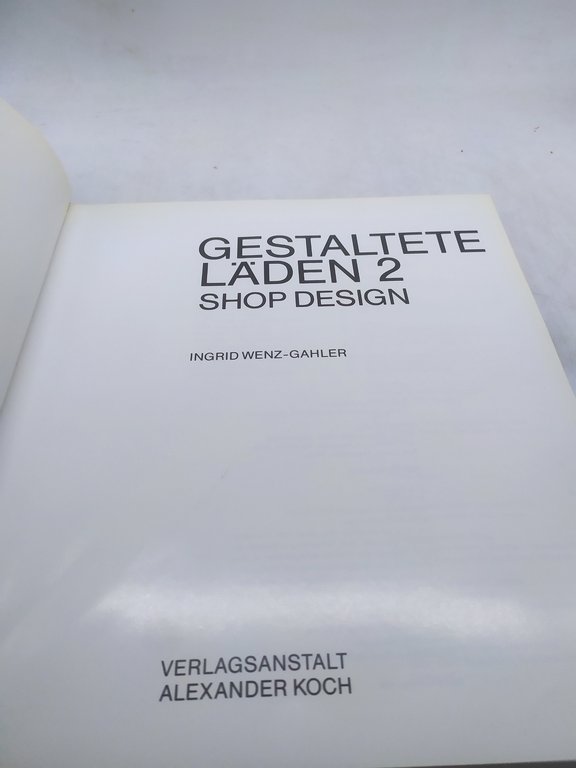 GESTALTETE
LÄDEN 2
SHOP DESIGN
INGRID WENZ-GAHLER
VERLAGSANSTALT
ALEXANDER KOCH